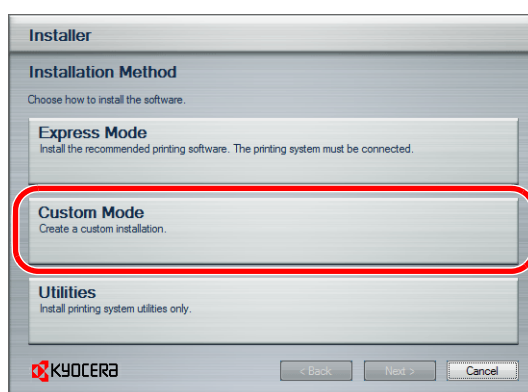 Installer
Installation Method
Choose how to install the software.
Express Mode
Install the recommended printing software. The printing system must be connected.
Custom Mode
Create a custom installation.
Utilities
Install printing system utilities only.
KYOCERA
< Back Next > Cancel